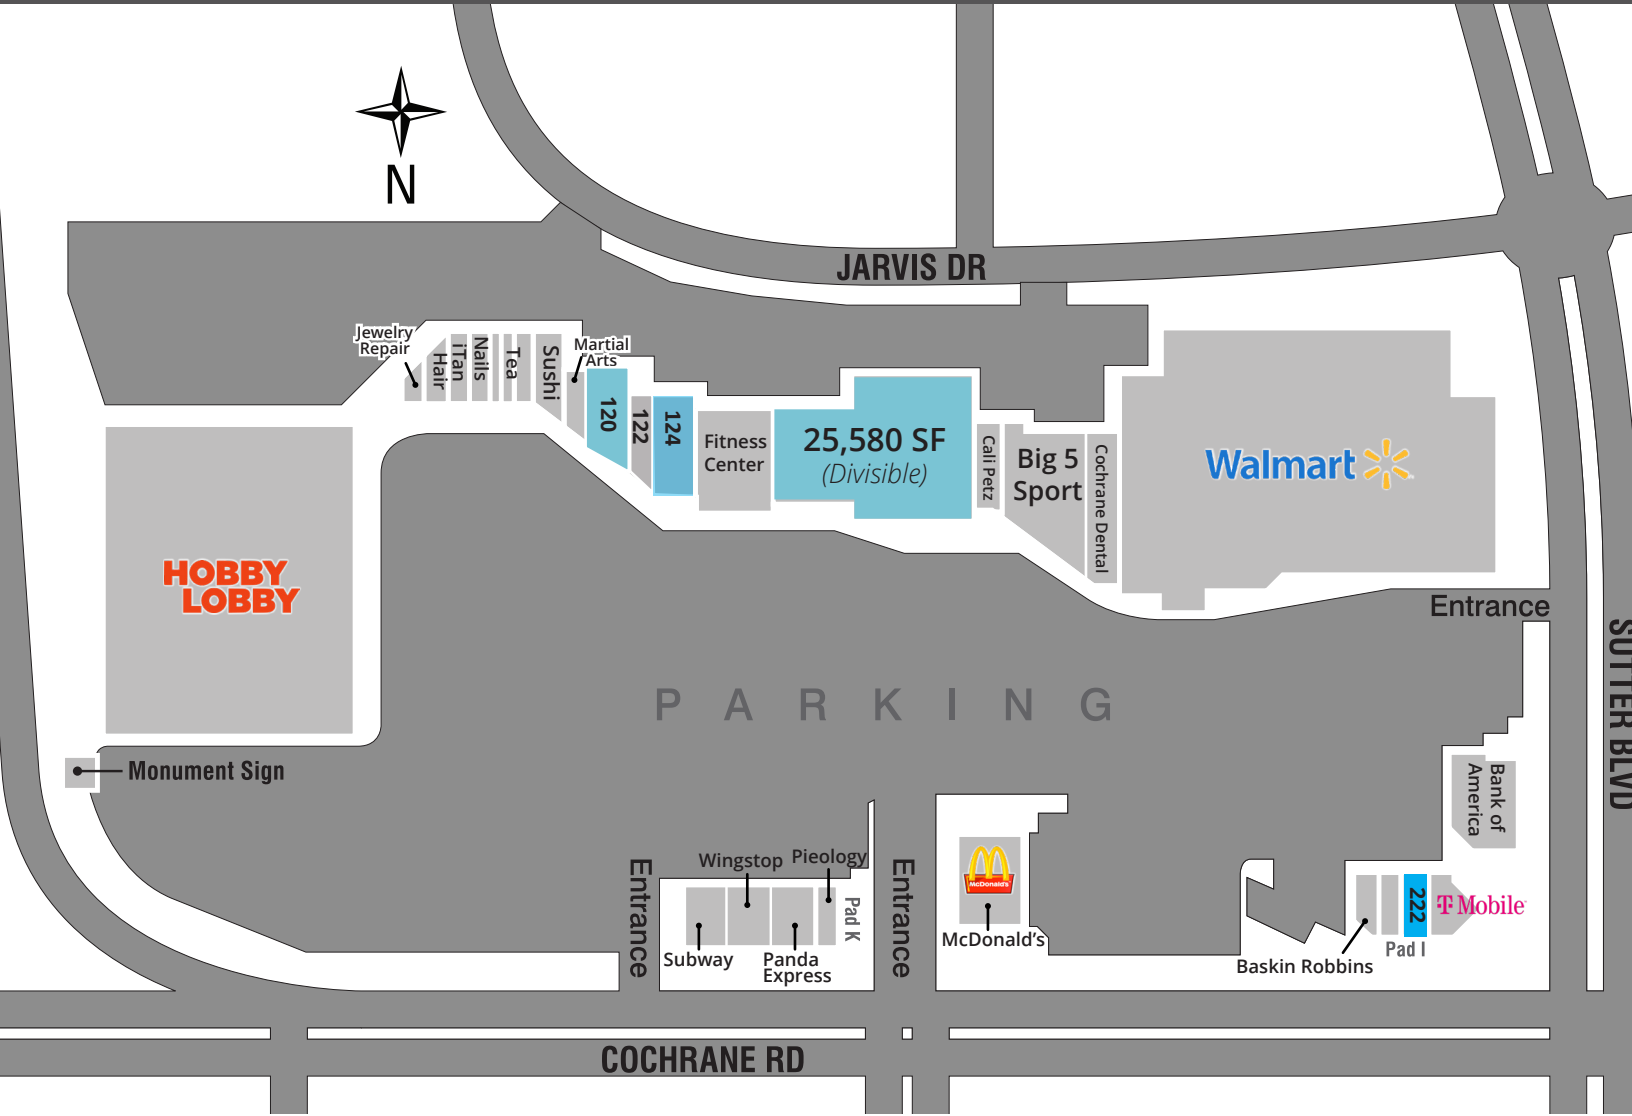 N
JARVIS DR
Jewelry
Repair
Hair
iTan
Nails
Tea
Sushi
Martial
Arts
120
122
124
Fitness
Center
25,580 SF
(Divisible)
Cali Petz
Big 5
Sport
Cochrane Dental
Walmart
HOBBY
LOBBY
Entrance
SUTTER BLVD
PARKING
Monument Sign
Bank of
America
Entrance
Wingstop
Pieology
Pad K
Subway
Panda
Express
Entrance
McDonald's
McDonald's
222
T Mobile
Pad I
Baskin Robbins
COCHRANE RD